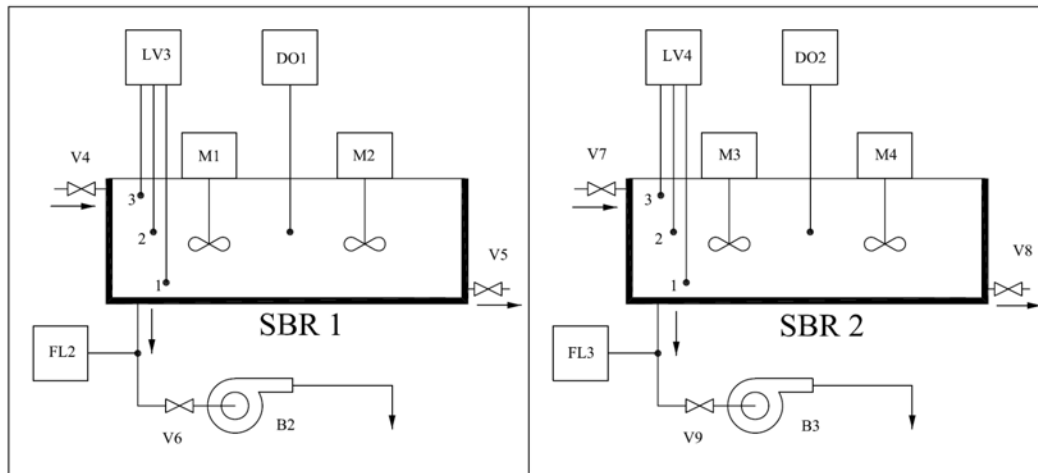 LV3
DO1
V4
M1
M2
3
2
1
V5
SBR 1
FL2
V6
B2
LV4
DO2
V7
M3
M4
3
2
1
V8
SBR 2
FL3
V9
B3